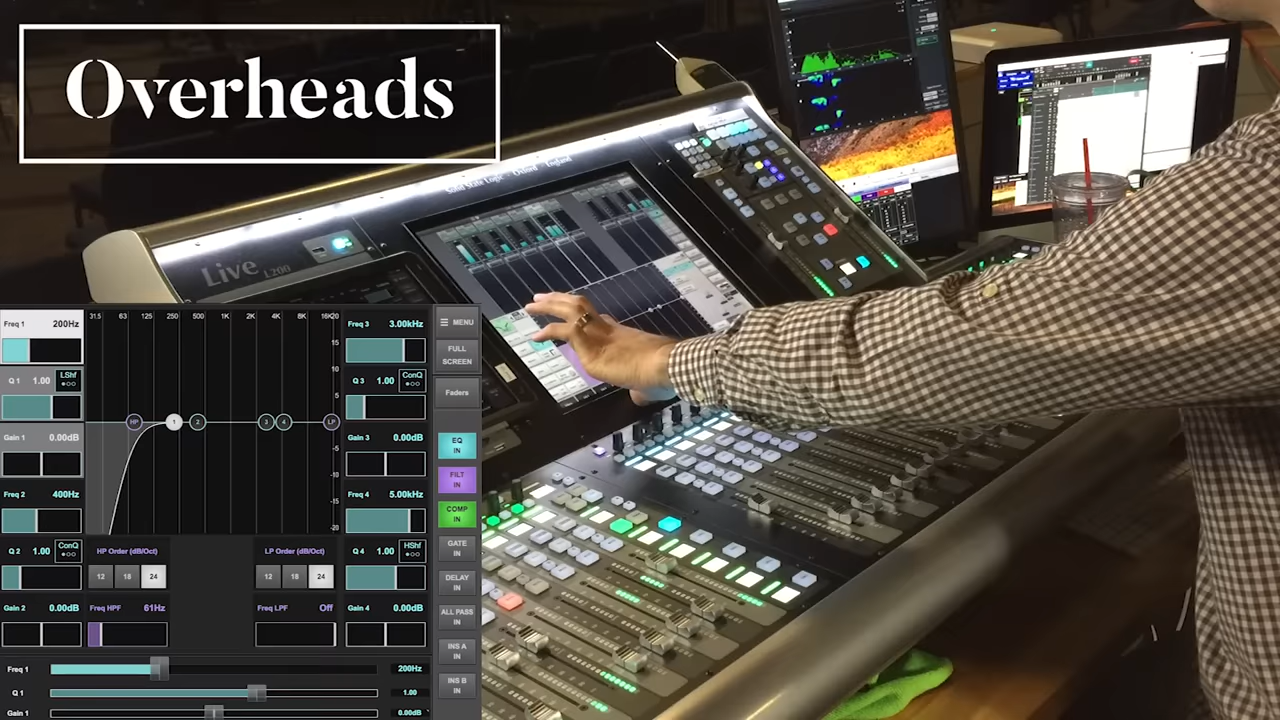 Overheads
Solid State Logic Oxford England
Live L200
Freq 1 200Hz
31.5 63 125 250 500 1K 2K 4K 8K 16K20
Freq 3 3.00kHz
MENU
15
FULL
SCREEN
10
Q 1 1.00 LShf
Q 3 1.00 ConQ
5
Faders
HP 1 2 3 4 LP
Gain 1 0.00dB
Gain 3 0.00dB
EQ
IN
-5
FILT
IN
-10
Freq 2 400Hz
Freq 4 5.00kHz
-15
COMP
IN
-20
Q 2 1.00 ConQ
HP Order (dB/Oct)
LP Order (dB/Oct)
Q 4 1.00 HShf
GATE
IN
12 18 24
12 18 24
DELAY
IN
Gain 2 0.00dB
Freq HPF 61Hz
Freq LPF Off
Gain 4 0.00dB
ALL PASS
IN
INS A
IN
Freq 1 200Hz
INS B
IN
Q 1 1.00
Gain 1 0.00dB